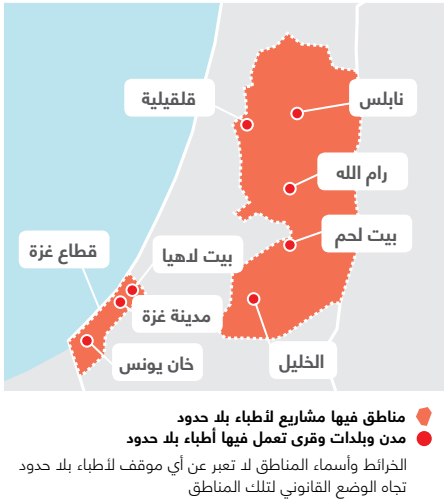 قلقيلية
نابلس
رام الله
بيت لحم
قطاع غزة
بيت لاهيا
مدينة غزة
خان يونس
الخليل
مناطق فيها مشاريع لأطباء بلا حدود
مدن وبلدات وقرى تعمل فيها أطباء بلا حدود
الخرائط وأسماء المناطق لا تعبر عن أي موقف لأطباء بلا حدود
تجاه الوضع القانوني لتلك المناطق